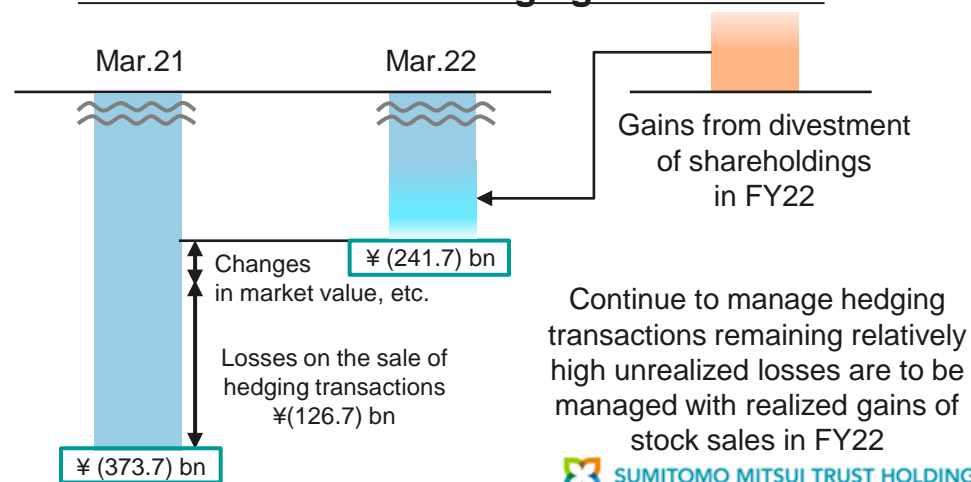 Mar.21
Mar.22
Gains from divestment
of shareholdings
in FY22
¥ (241.7) bn
Changes
in market value, etc.
Losses on the sale of
hedging transactions
¥(126.7) bn
¥ (373.7) bn
Continue to manage hedging
transactions remaining relatively
high unrealized losses are to be
managed with realized gains of
stock sales in FY22
SUMITOMO MITSUI TRUST HOLDING